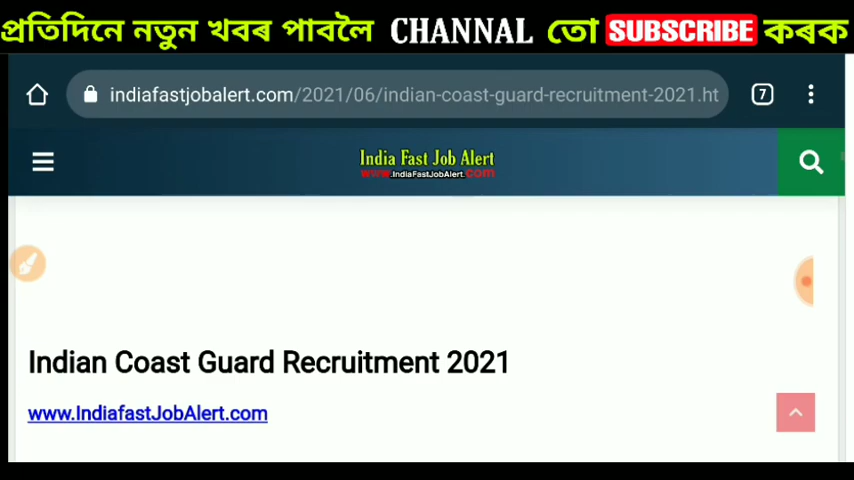 প্ৰতিদিনে নতুন খবৰ পাবলৈ CHANNAL তো SUBSCRIBE কৰক
indiafastjobalert.com/2021/06/indian-coast-guard-recruitment-2021.ht
7
India Fast Job Alert
www.IndiaFastJobAlert.com
Indian Coast Guard Recruitment 2021
www.IndiafastJobAlert.com